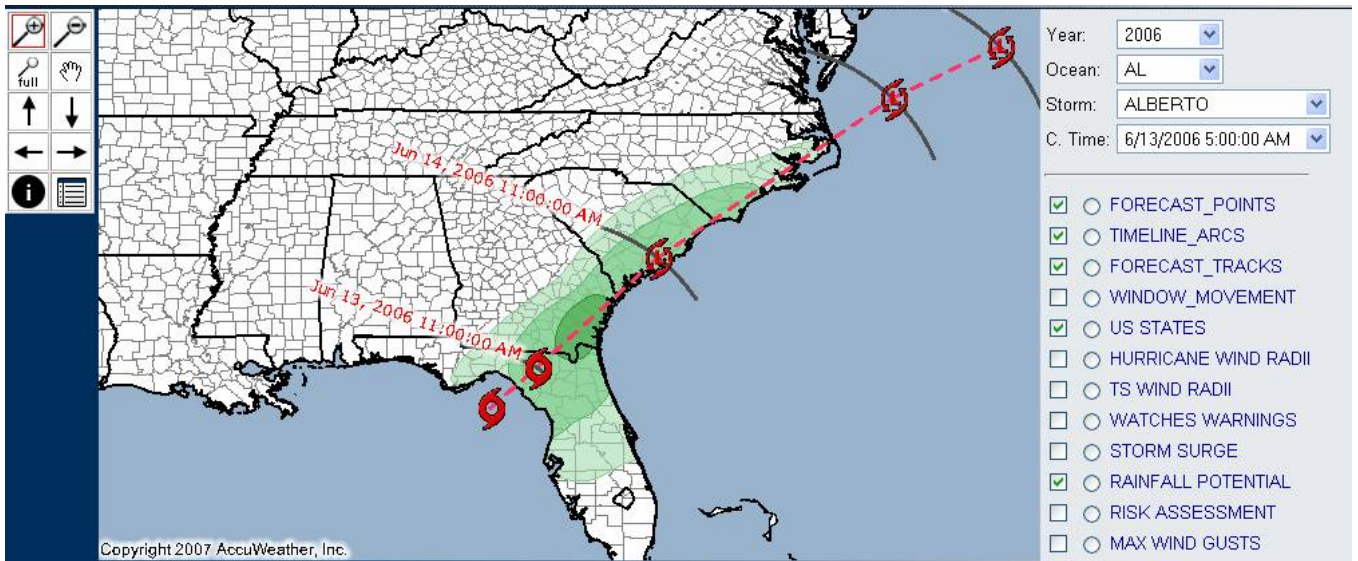 full
i
Jun 14, 2006 11:00:00 AM
Jun 13, 2006 11:00:00 AM
L
L
L
Copyright 2007 AccuWeather, Inc.
Year: 2006
Ocean: AL
Storm: ALBERTO
C. Time: 6/13/2006 5:00:00 AM
FORECAST_POINTS
TIMELINE_ARCS
FORECAST_TRACKS
WINDOW_MOVEMENT
US STATES
HURRICANE WIND RADII
TS WIND RADII
WATCHES WARNINGS
STORM SURGE
RAINFALL POTENTIAL
RISK ASSESSMENT
MAX WIND GUSTS